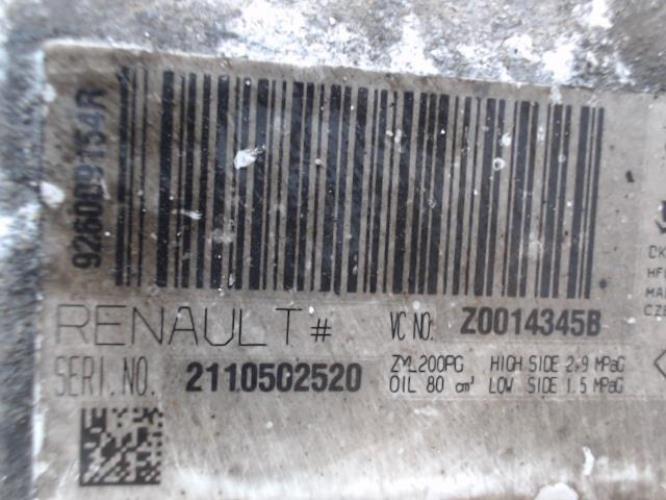 926009154R
RENAULT# VC NO. Z0014345B
SERI.NO. 2110502520
ZXL200PG HIGH SIDE 2.9 MPaG
OIL 80 cm³ LOW SIDE 1.5 MPaG